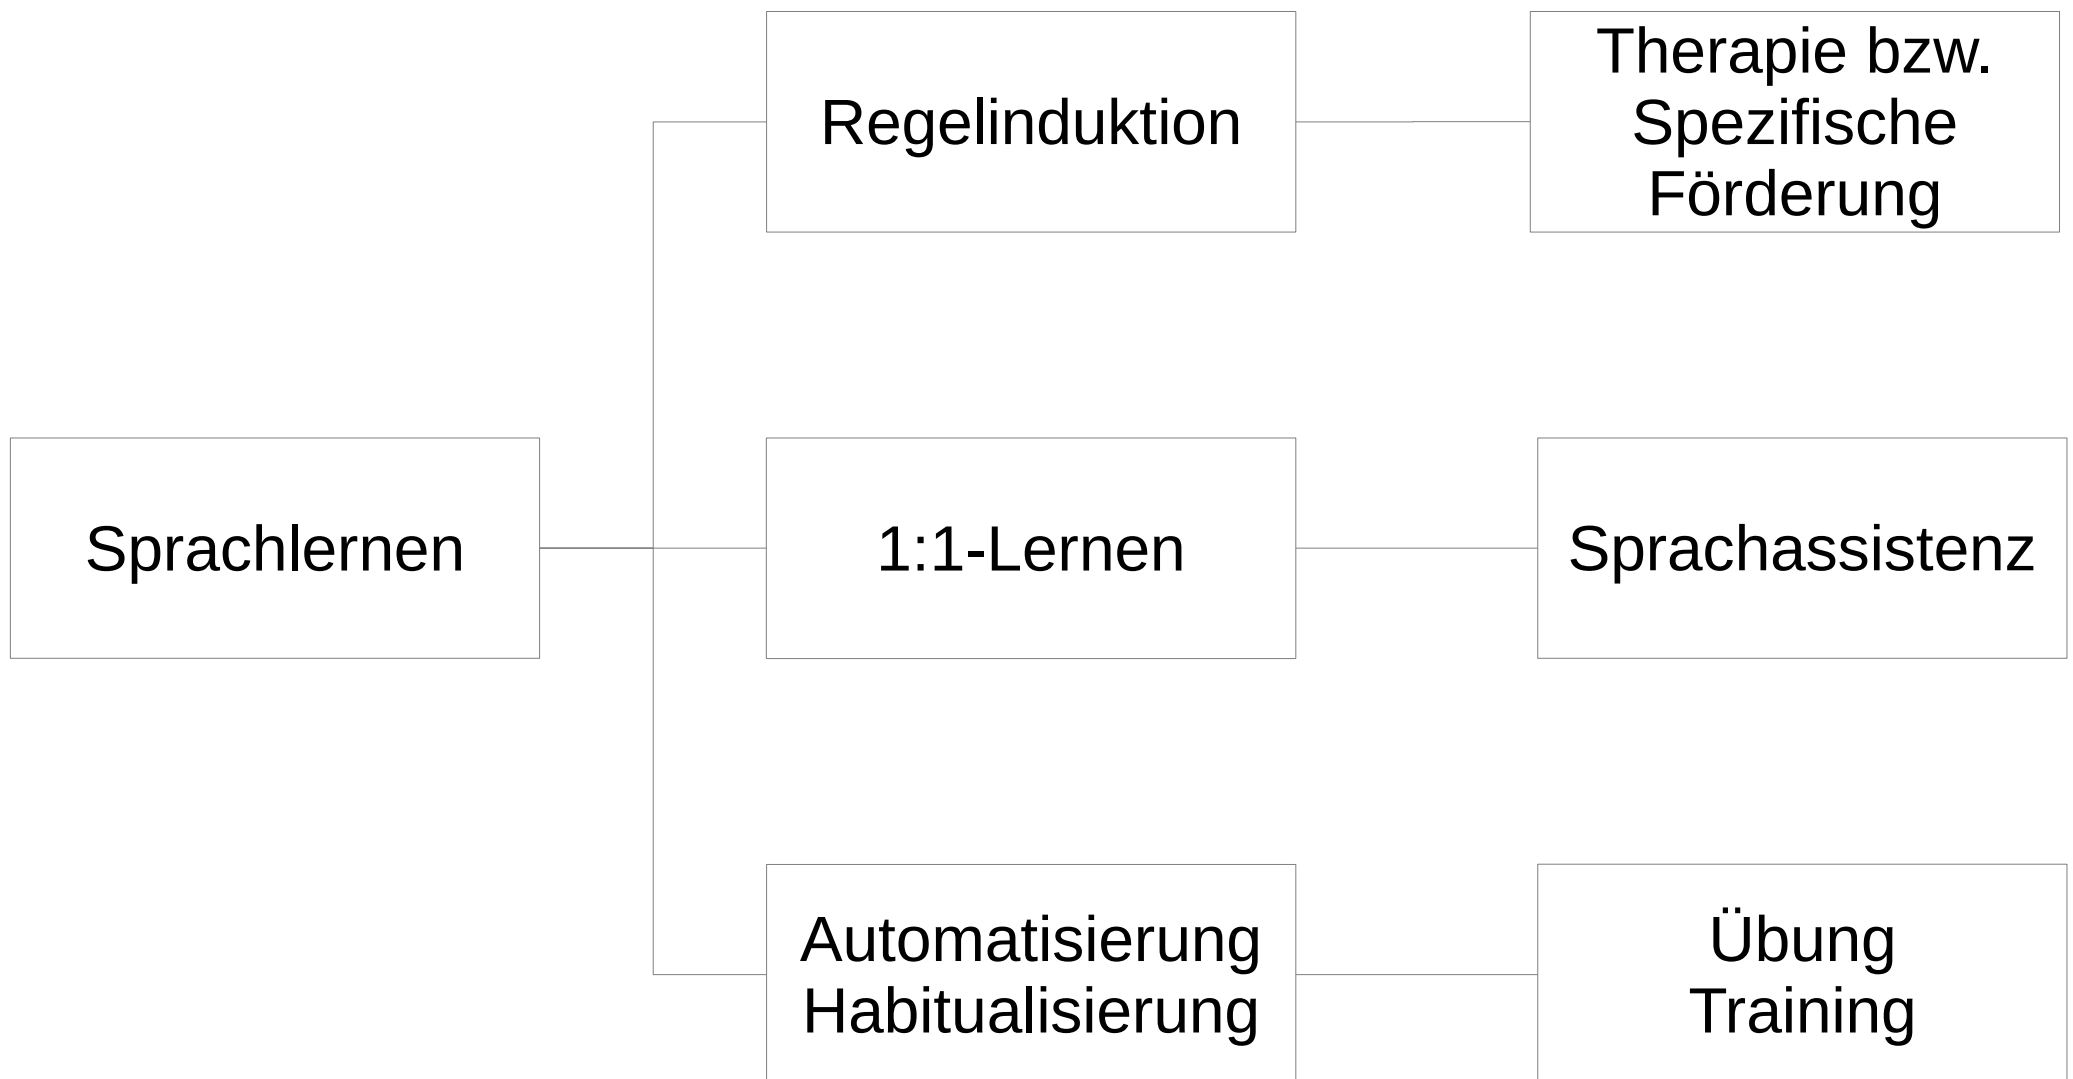 Regelinduktion
Therapie bzw.
Spezifische
Förderung
Sprachlernen
1:1-Lernen
Sprachassistenz
Automatisierung
Habitualisierung
Übung
Training